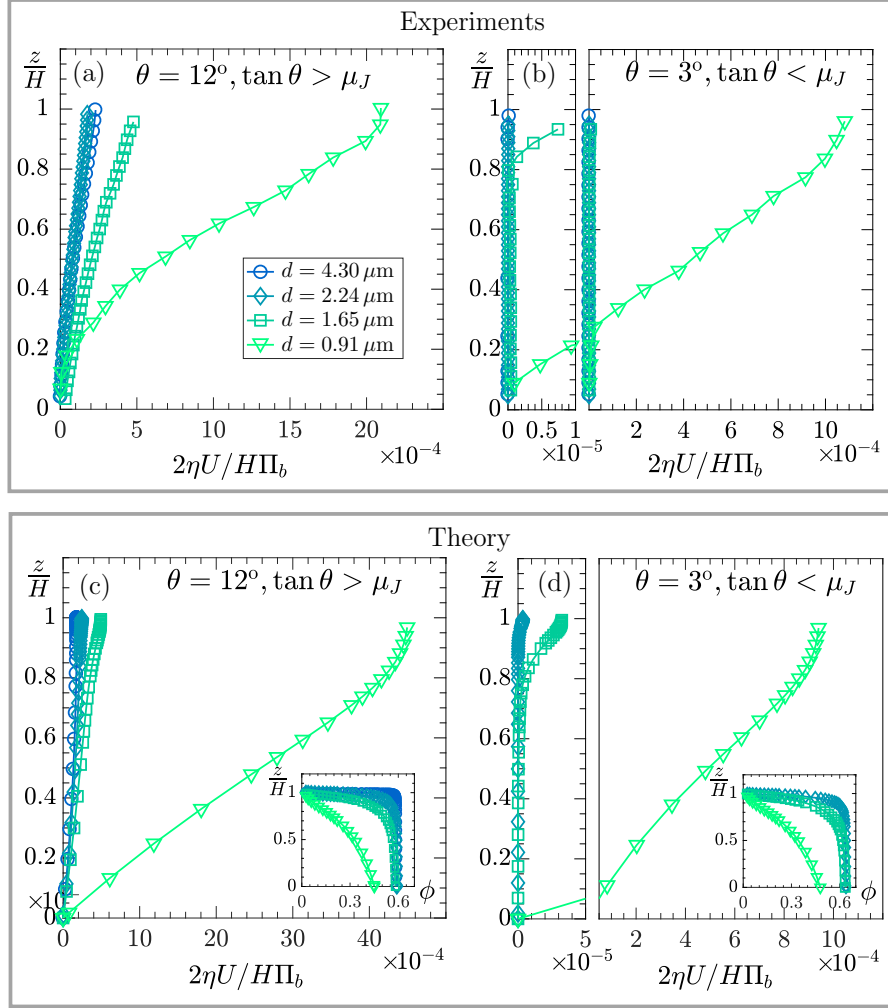 Experiments
z/H
(a)
θ = 12°, tan θ > μ_J
1
0.8
0.6
0.4
0.2
0
d = 4.30 μm
d = 2.24 μm
d = 1.65 μm
d = 0.91 μm
0 5 10 15 20
×10⁻⁴
2ηU/HΠ_b
z/H
(b)
θ = 3°, tan θ < μ_J
1
0.8
0.6
0.4
0.2
0
0 0.5 1
×10⁻⁵
2 4 6 8 10
×10⁻⁴
2ηU/HΠ_b
Theory
z/H
(c)
θ = 12°, tan θ > μ_J
1
0.8
0.6
0.4
0.2
×10
0
z/H
1
0.5
0
0 0.3 0.6
ϕ
0 10 20 30 40
×10⁻⁴
2ηU/HΠ_b
z/H
(d)
θ = 3°, tan θ < μ_J
1
0.8
0.6
0.4
0.2
0
z/H
1
0.5
0
0 0.3 0.6
ϕ
0 5
×10⁻⁵
2 4 6 8 10
×10⁻⁴
2ηU/HΠ_b